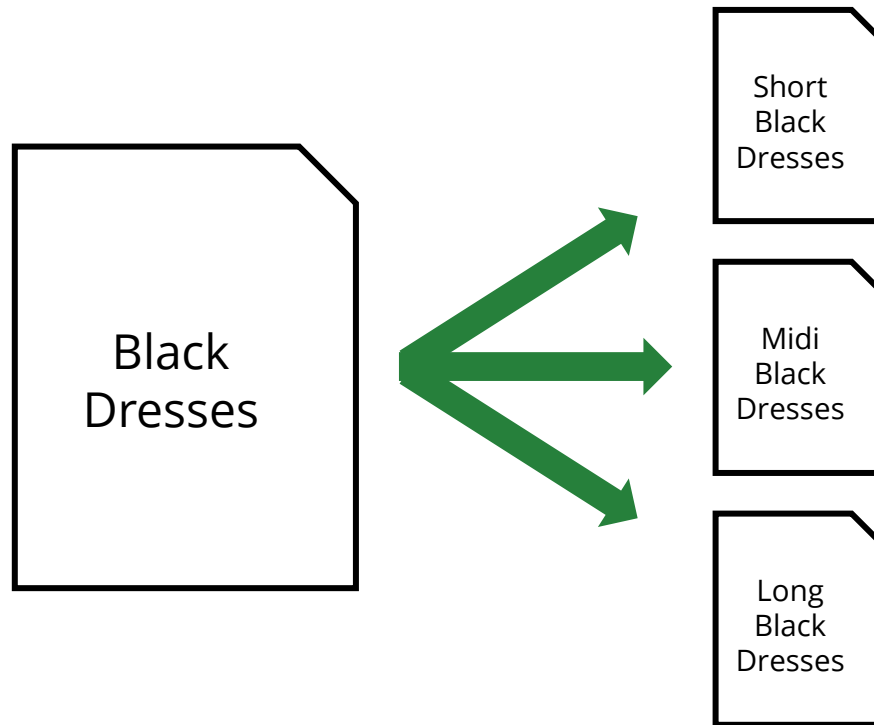 Black
Dresses
Short
Black
Dresses
Midi
Black
Dresses
Long
Black
Dresses